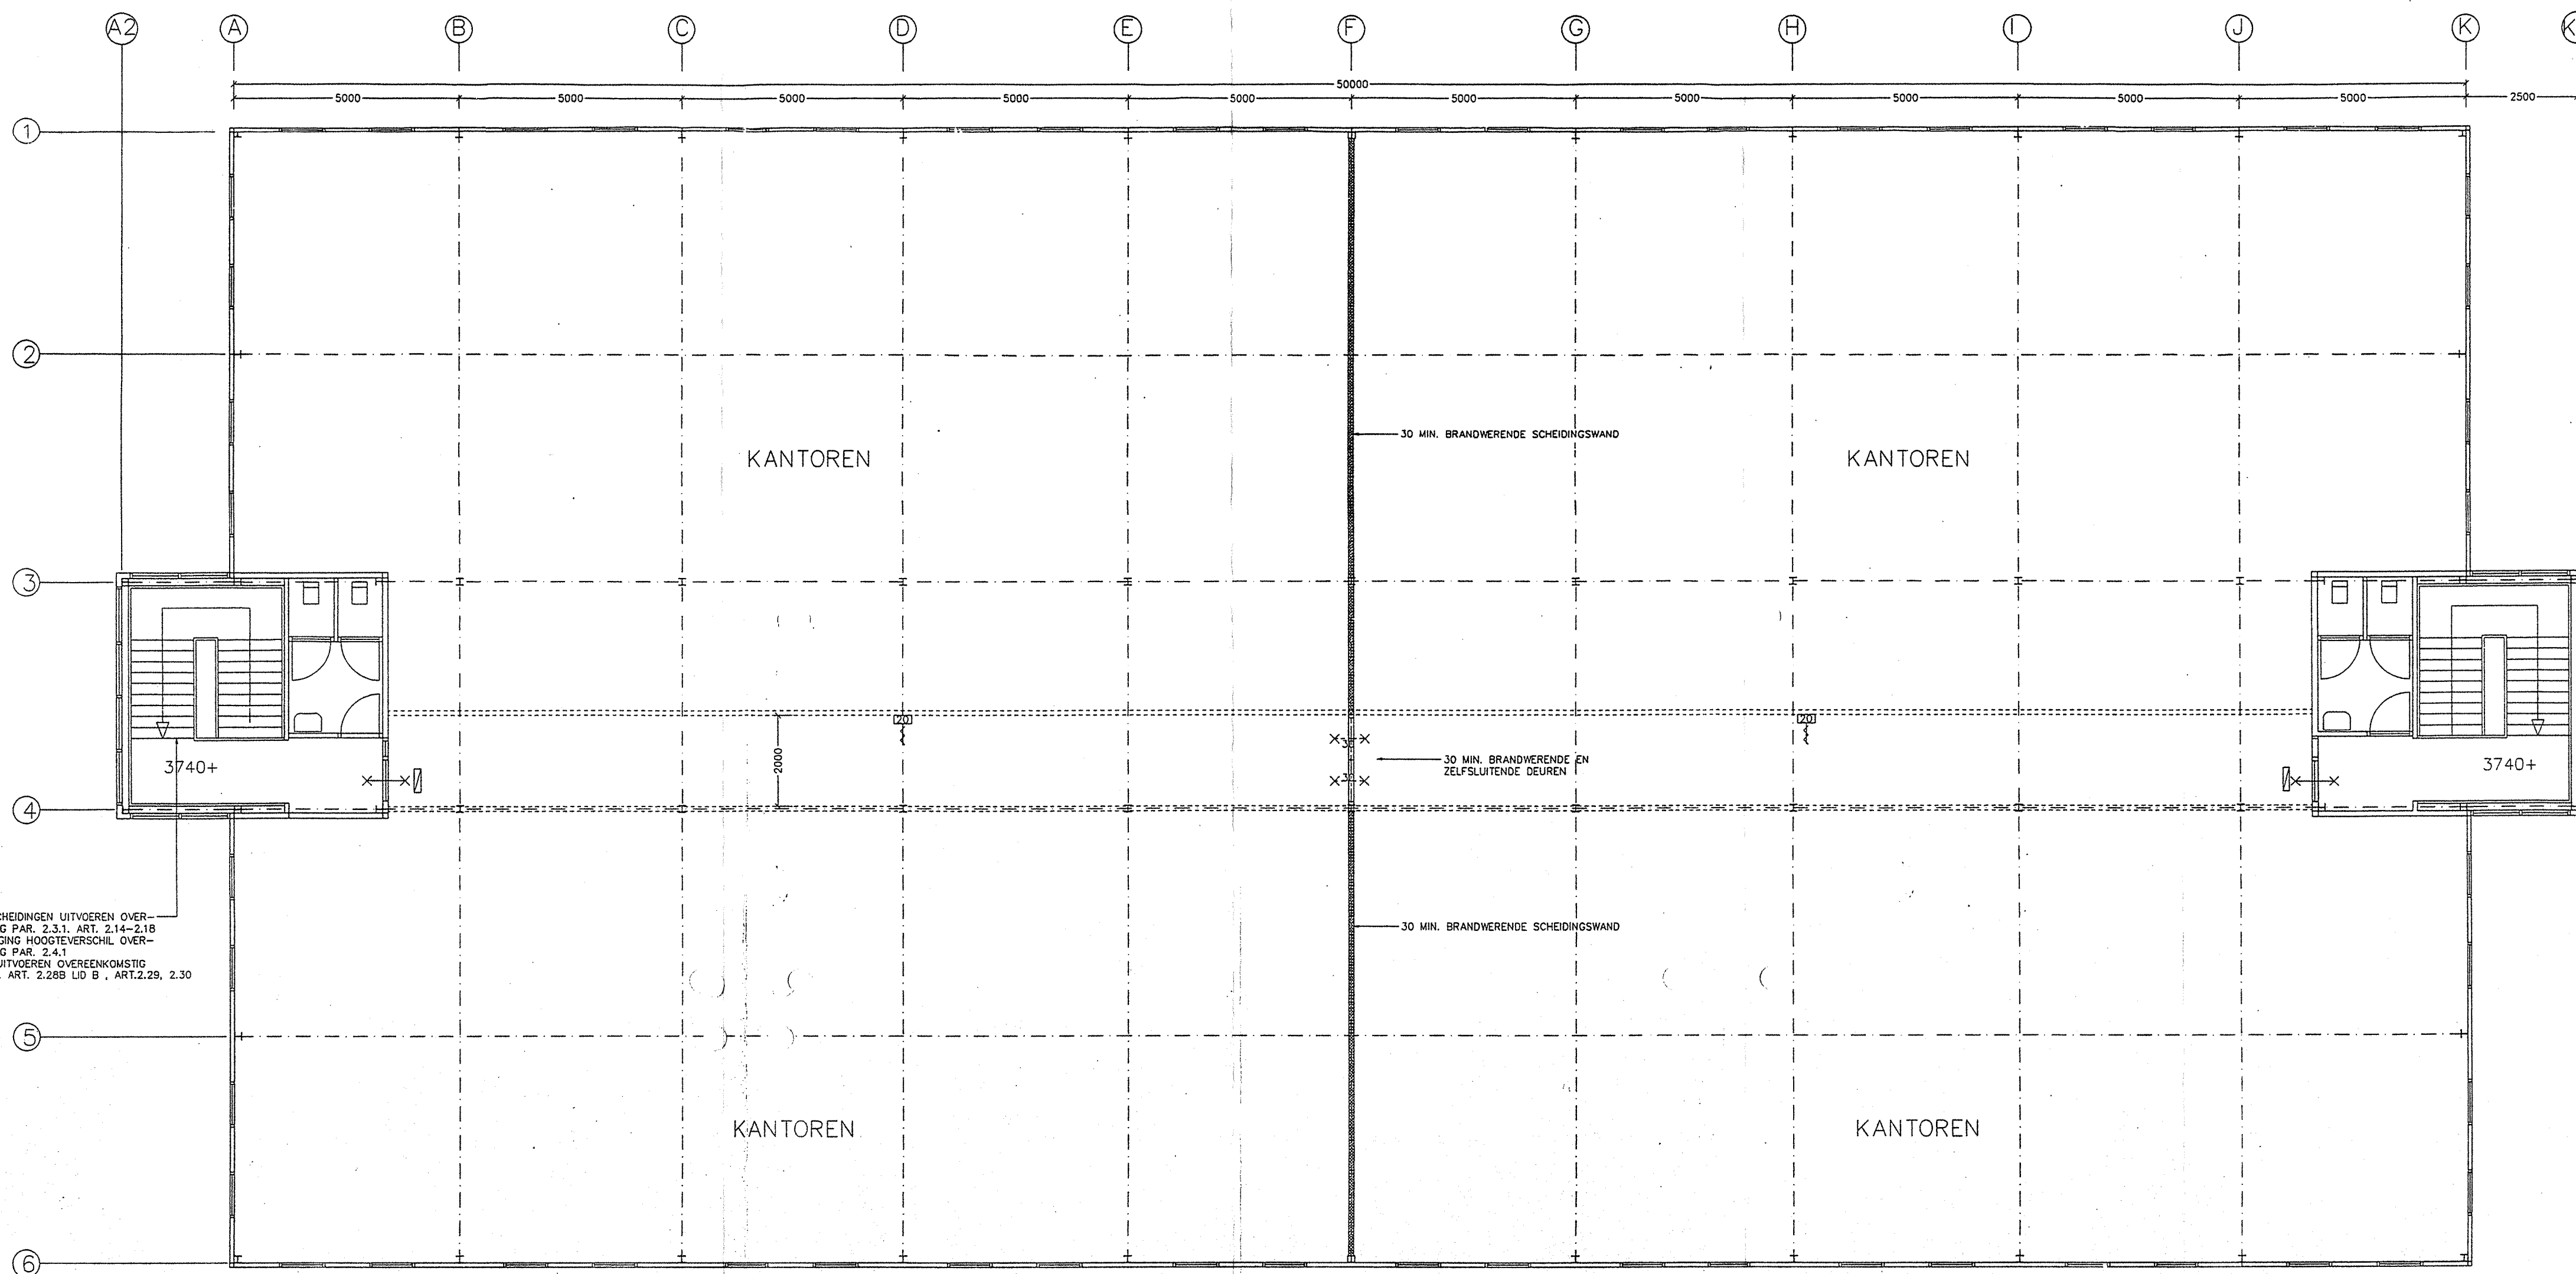 A2 A B C D E F G H I J K K
50000
5000 5000 5000 5000 5000 5000 5000 5000 5000 5000 2500
1
2
30 MIN. BRANDWERENDE SCHEIDINGSWAND
KANTOREN KANTOREN
3
20 20
30
2000
30 MIN. BRANDWERENDE EN
ZELFSLUITENDE DEUREN
3740+ 3740+
30
4
CHEIDINGEN UITVOEREN OVER-
G PAR. 2.3.1. ART. 2.14-2.18
GING HOOGTEVERSCHIL OVER-
G PAR. 2.4.1
UITVOEREN OVEREENKOMSTIG
. ART. 2.28B LID B , ART.2.29, 2.30
30 MIN. BRANDWERENDE SCHEIDINGSWAND
5
KANTOREN KANTOREN
6